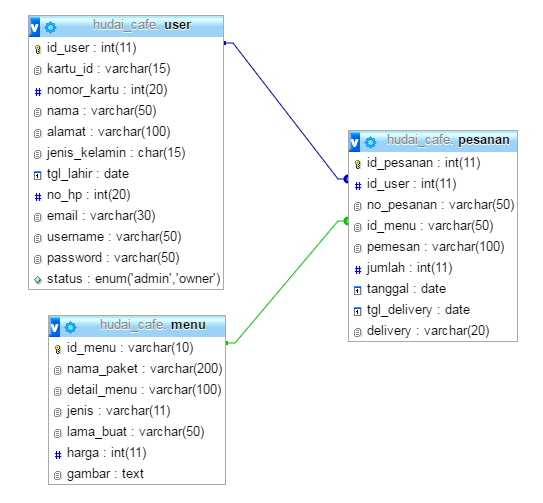 hudai_cafe. user
id_user : int(11)
kartu_id : varchar(15)
nomor_kartu : int(20)
nama : varchar(50)
alamat : varchar(100)
jenis_kelamin : char(15)
tgl_lahir : date
no_hp : int(20)
email : varchar(30)
username : varchar(50)
password : varchar(50)
status : enum('admin','owner')
hudai_cafe. pesanan
id_pesanan : int(11)
id_user : int(11)
no_pesanan : varchar(50)
id_menu : varchar(50)
pemesan : varchar(100)
jumlah : int(11)
tanggal : date
tgl_delivery : date
delivery : varchar(20)
hudai_cafe. menu
id_menu : varchar(10)
nama_paket : varchar(200)
detail_menu : varchar(100)
jenis : varchar(11)
lama_buat : varchar(50)
harga : int(11)
gambar : text